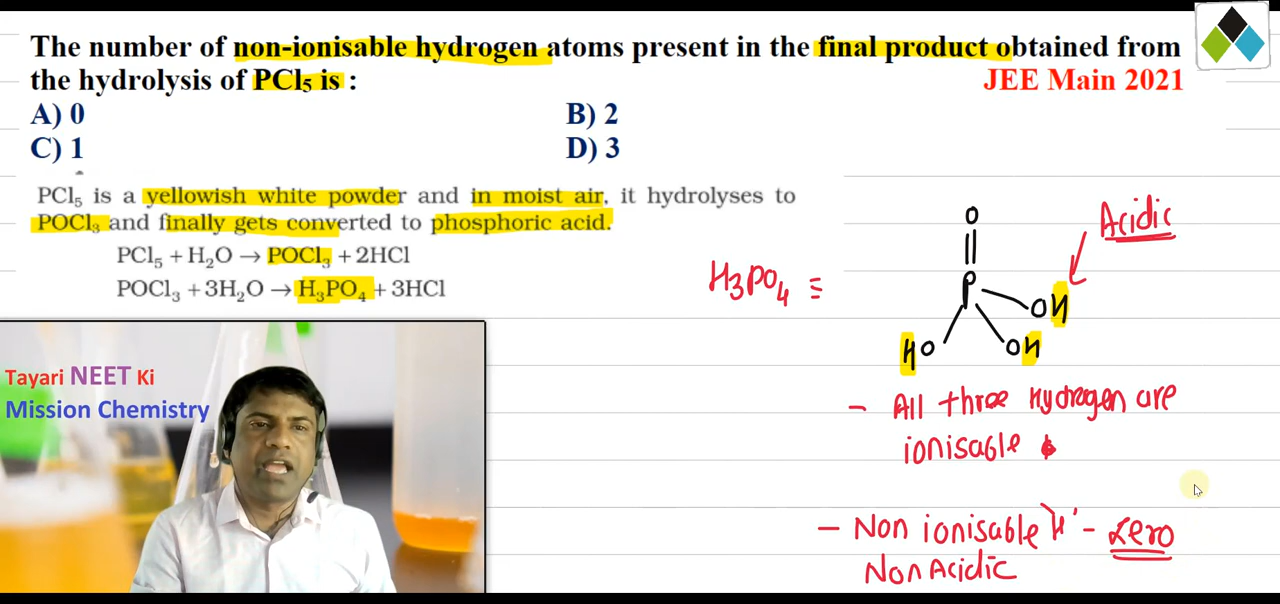 The number of non-ionisable hydrogen atoms present in the final product obtained from
the hydrolysis of PCl₅ is :
JEE Main 2021
A) 0
B) 2
C) 1
D) 3
PCl₅ is a yellowish white powder and in moist air, it hydrolyses to
POCl₃ and finally gets converted to phosphoric acid.
PCl₅ + H₂O → POCl₃ + 2HCl
POCl₃ + 3H₂O → H₃PO₄ + 3HCl
H₃PO₄ ≡
O
P
OH
OH
HO
Acidic
- All three Hydrogen are
ionisable
- Non ionisable 'H' - Zero
Non Acidic
Tayari NEET Ki
Mission Chemistry